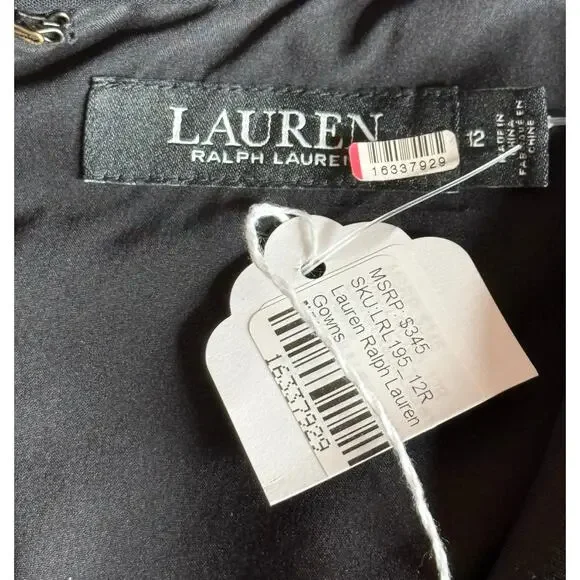 LAUREN
RALPH LAUREN
12
MADE IN
CHINA
FABRIQUÉ EN
CHINE
16337929
MSRP: $345
SKU:LRL195_12R
Lauren Ralph Lauren
Gowns
16337929